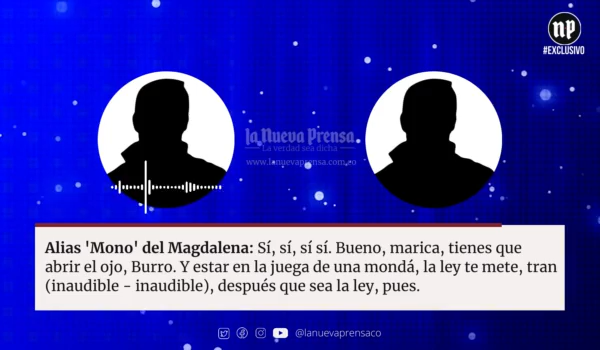 np
#EXCLUSIVO
la Nueva Prensa
La verdad sea dicha
www.lanuevaprensa.com.co
Alias 'Mono' del Magdalena: Sí, sí, sí sí. Bueno, marica, tienes que
abrir el ojo, Burro. Y estar en la juega de una mondá, la ley te mete, tran
(inaudible - inaudible), después que sea la ley, pues.
@lanuevaprensaco